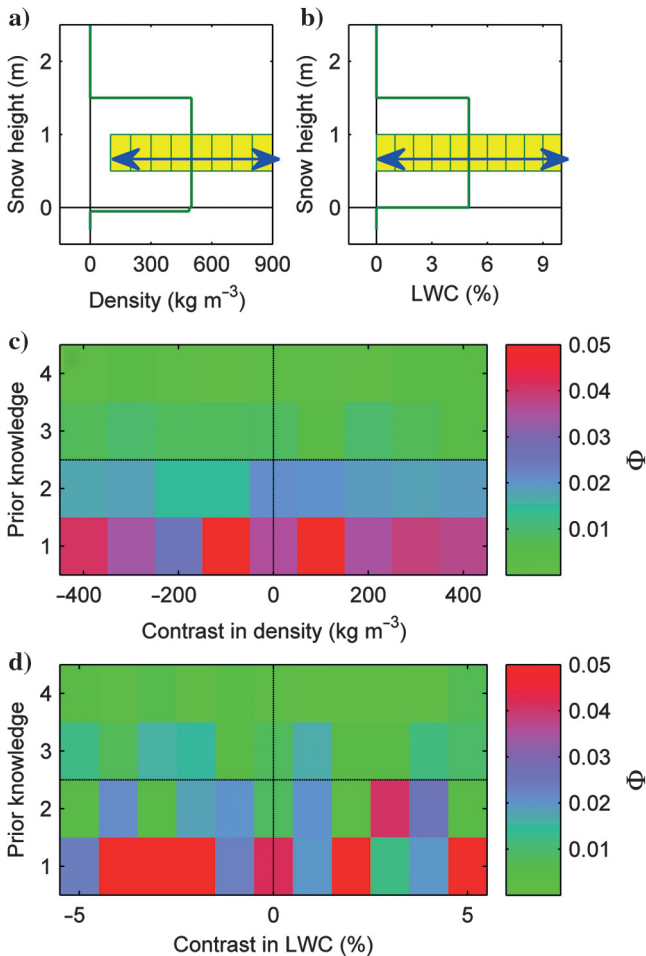 a)
b)
Snow height (m)
2
1
0
0 300 600 900
Density (kg m⁻³)
Snow height (m)
2
1
0
0 3 6 9
LWC (%)
c)
Prior knowledge
4
3
2
1
−400 −200 0 200 400
Contrast in density (kg m⁻³)
0.05
0.04
0.03
0.02
0.01
Φ
d)
Prior knowledge
4
3
2
1
−5 0 5
Contrast in LWC (%)
0.05
0.04
0.03
0.02
0.01
Φ